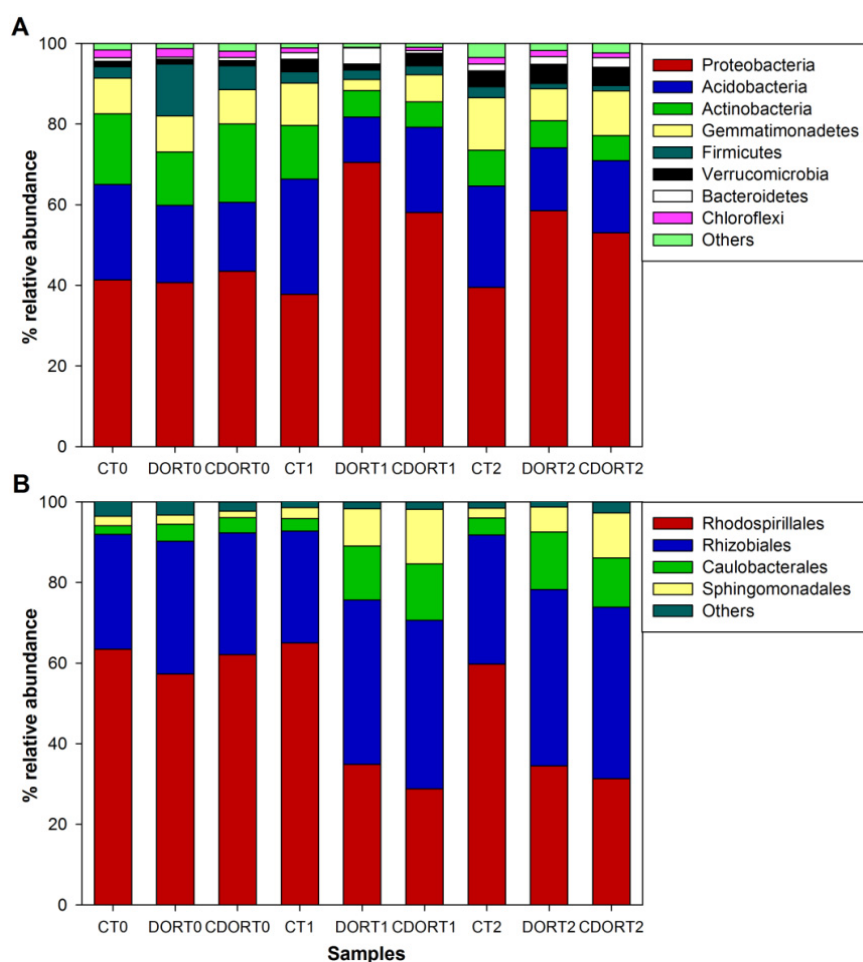 A
100
80
60
40
20
0
% relative abundance
CT0 DORT0 CDORT0 CT1 DORT1 CDORT1 CT2 DORT2 CDORT2
Proteobacteria
Acidobacteria
Actinobacteria
Gemmatimonadetes
Firmicutes
Verrucomicrobia
Bacteroidetes
Chloroflexi
Others
B
100
80
60
40
20
0
% relative abundance
CT0 DORT0 CDORT0 CT1 DORT1 CDORT1 CT2 DORT2 CDORT2
Samples
Rhodospirillales
Rhizobiales
Caulobacterales
Sphingomonadales
Others